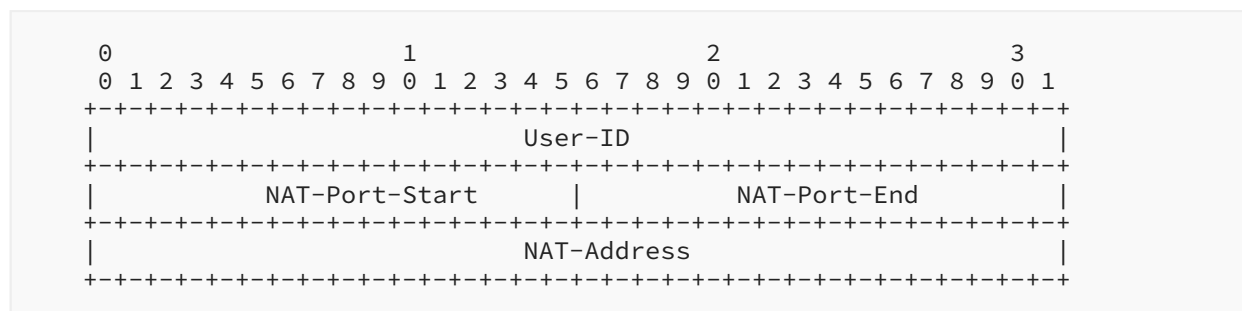 0                   1                   2                   3
 0 1 2 3 4 5 6 7 8 9 0 1 2 3 4 5 6 7 8 9 0 1 2 3 4 5 6 7 8 9 0 1
+-+-+-+-+-+-+-+-+-+-+-+-+-+-+-+-+-+-+-+-+-+-+-+-+-+-+-+-+-+-+-+-+
|                            User-ID                            |
+-+-+-+-+-+-+-+-+-+-+-+-+-+-+-+-+-+-+-+-+-+-+-+-+-+-+-+-+-+-+-+-+
|           NAT-Port-Start      |          NAT-Port-End         |
+-+-+-+-+-+-+-+-+-+-+-+-+-+-+-+-+-+-+-+-+-+-+-+-+-+-+-+-+-+-+-+-+
|                            NAT-Address                        |
+-+-+-+-+-+-+-+-+-+-+-+-+-+-+-+-+-+-+-+-+-+-+-+-+-+-+-+-+-+-+-+-+